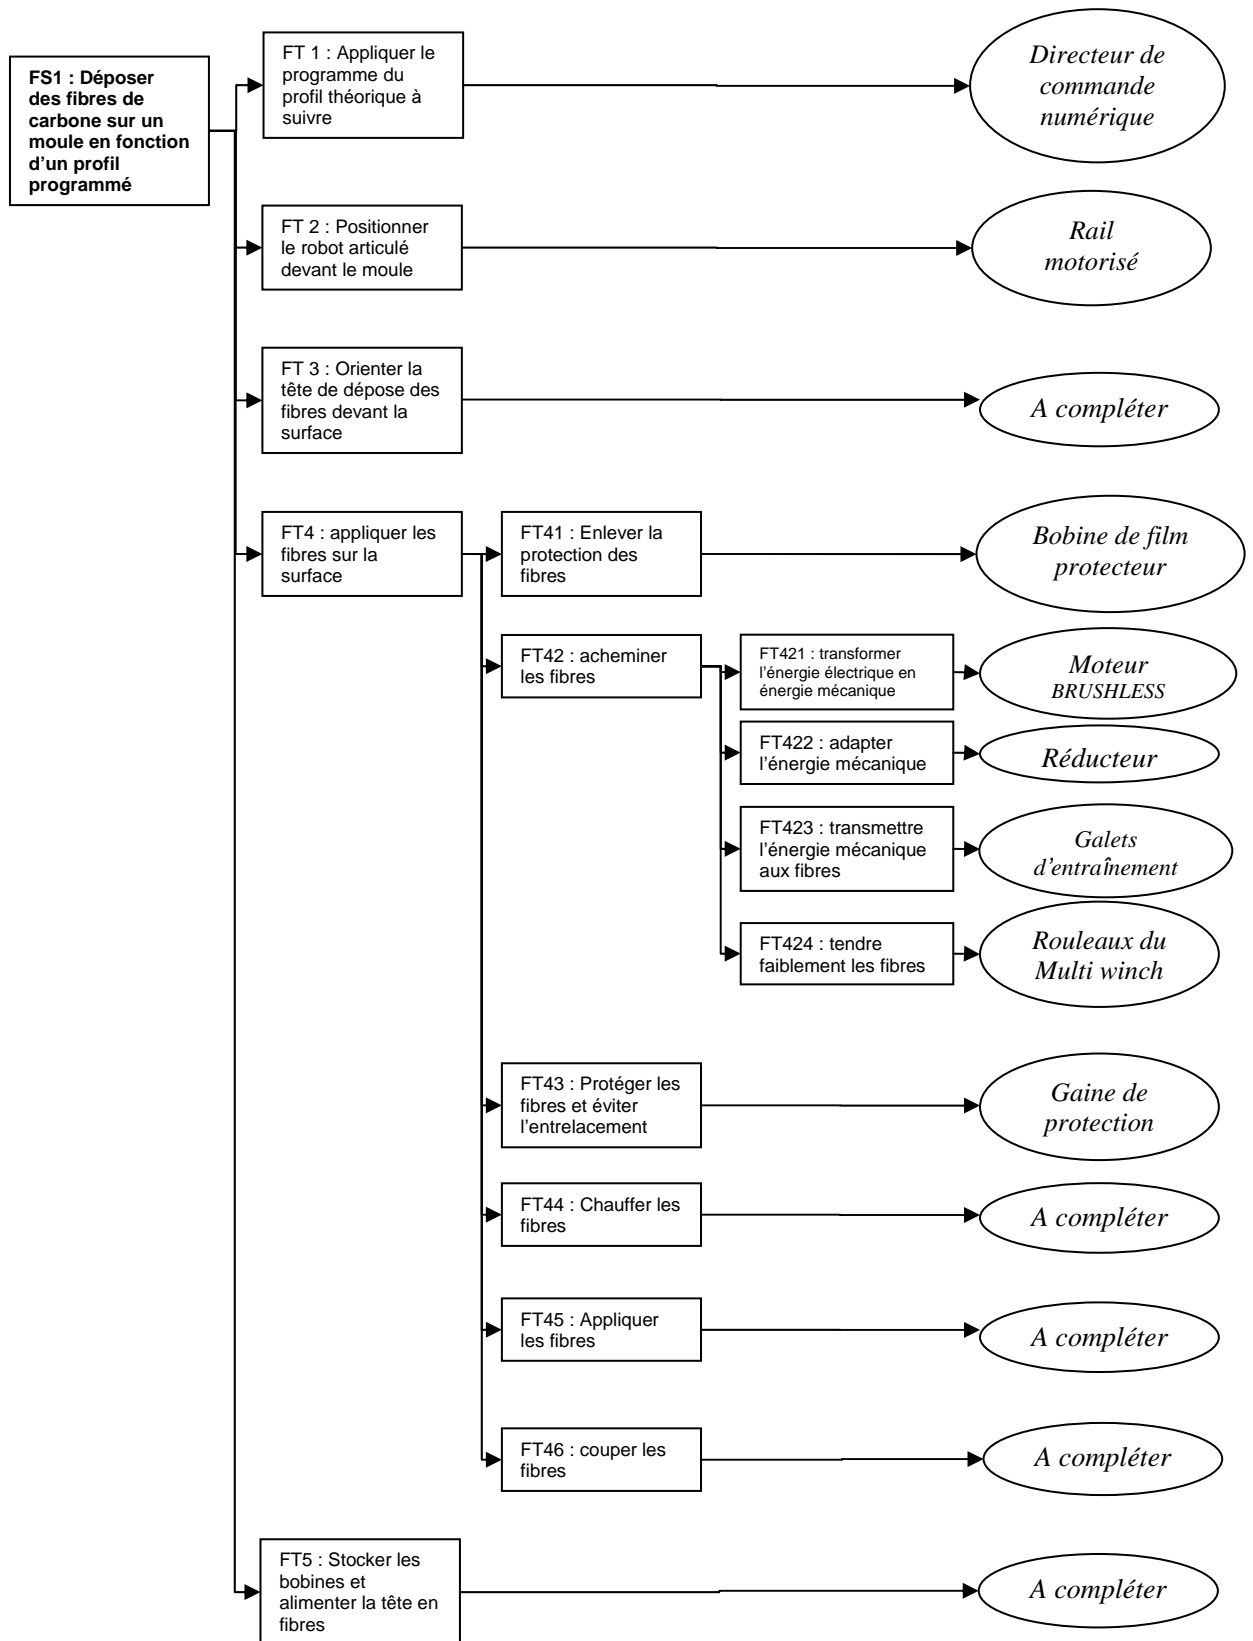 FS1 : Déposer
des fibres de
carbone sur un
moule en fonction
d'un profil
programmé
FT 1 : Appliquer le
programme du
profil théorique à
suivre
Directeur de
commande
numérique
FT 2 : Positionner
le robot articulé
devant le moule
Rail
motorisé
FT 3 : Orienter la
tête de dépose des
fibres devant la
surface
A compléter
FT4 : appliquer les
fibres sur la
surface
FT41 : Enlever la
protection des
fibres
Bobine de film
protecteur
FT42 : acheminer
les fibres
FT421 : transformer
l'énergie électrique en
énergie mécanique
Moteur
BRUSHLESS
FT422 : adapter
l'énergie mécanique
Réducteur
FT423 : transmettre
l'énergie mécanique
aux fibres
Galets
d'entraînement
FT424 : tendre
faiblement les fibres
Rouleaux du
Multi winch
FT43 : Protéger les
fibres et éviter
l'entrelacement
Gaine de
protection
FT44 : Chauffer les
fibres
A compléter
FT45 : Appliquer
les fibres
A compléter
FT46 : couper les
fibres
A compléter
FT5 : Stocker les
bobines et
alimenter la tête en
fibres
A compléter